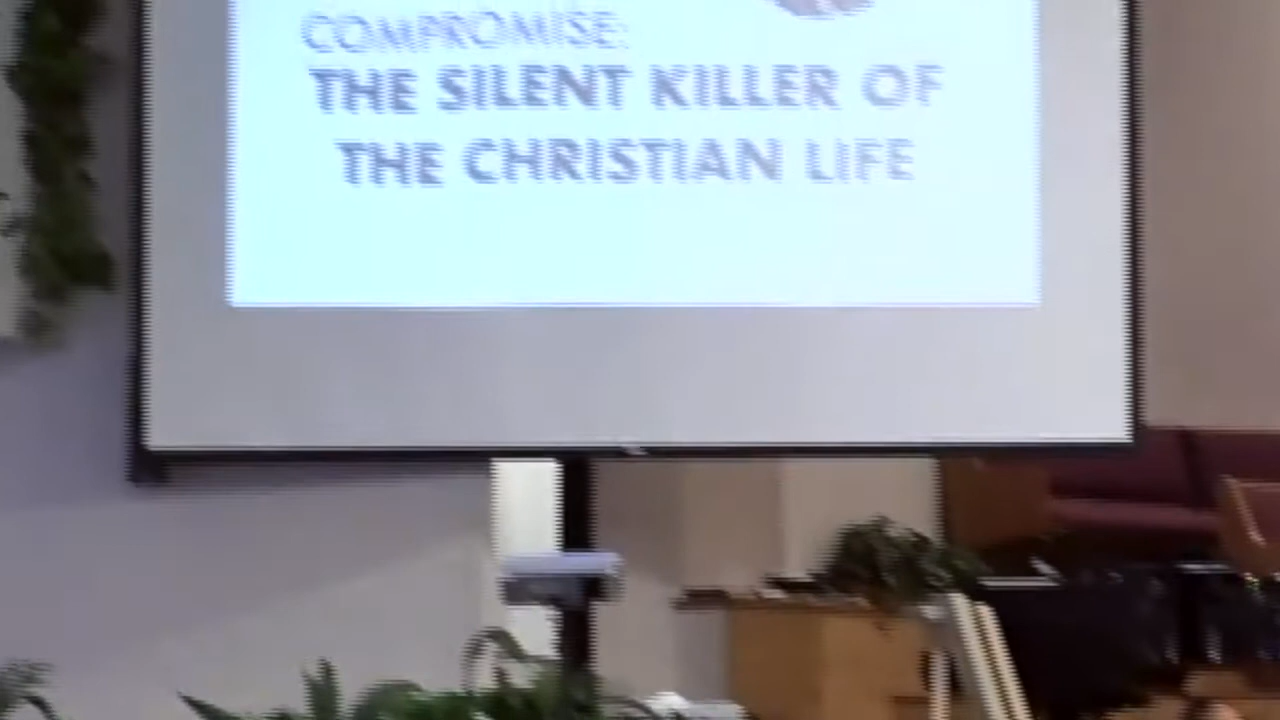 COMPROMISE:
THE SILENT KILLER OF
THE CHRISTIAN LIFE